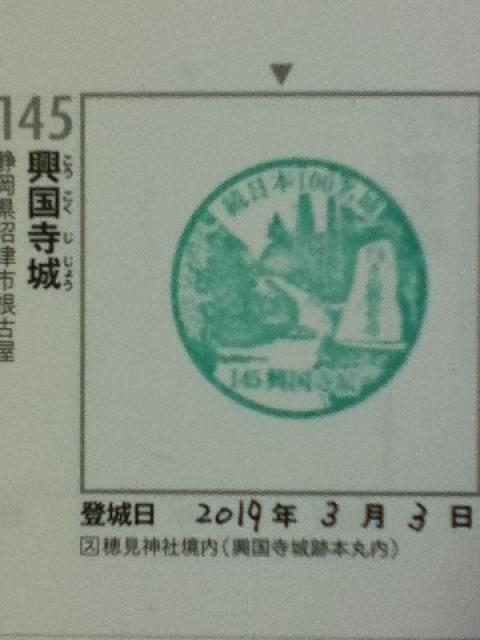 145
興国寺城
こうこくじじょう
静岡県沼津市根古屋
続日本100名城
145 興国寺城
登城日 2019年 3月 3日
ス 穂見神社境内(興国寺城跡本丸内)